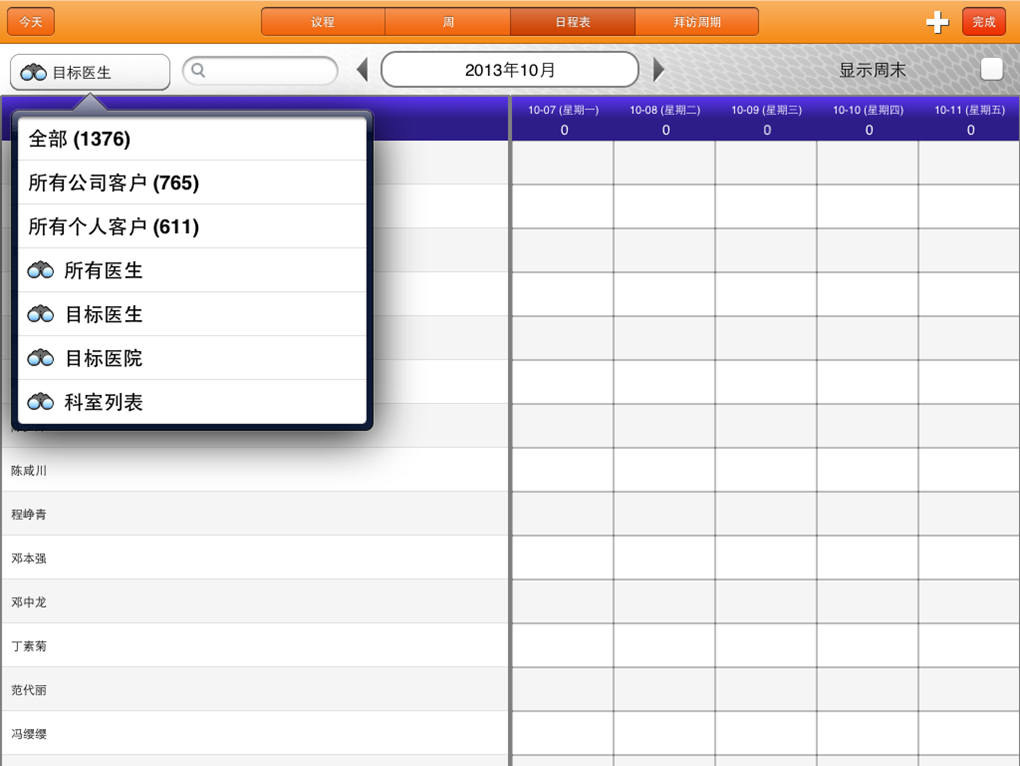 今天
议程
周
日程表
拜访周期
完成
目标医生
2013年10月
显示周末
10-07 (星期一)
10-08 (星期二)
10-09 (星期三)
10-10 (星期四)
10-11 (星期五)
0
0
0
0
0
全部 (1376)
所有公司客户 (765)
所有个人客户 (611)
所有医生
目标医生
目标医院
科室列表
陈咸川
程峥青
邓本强
邓中龙
丁素菊
范代丽
冯缨缨